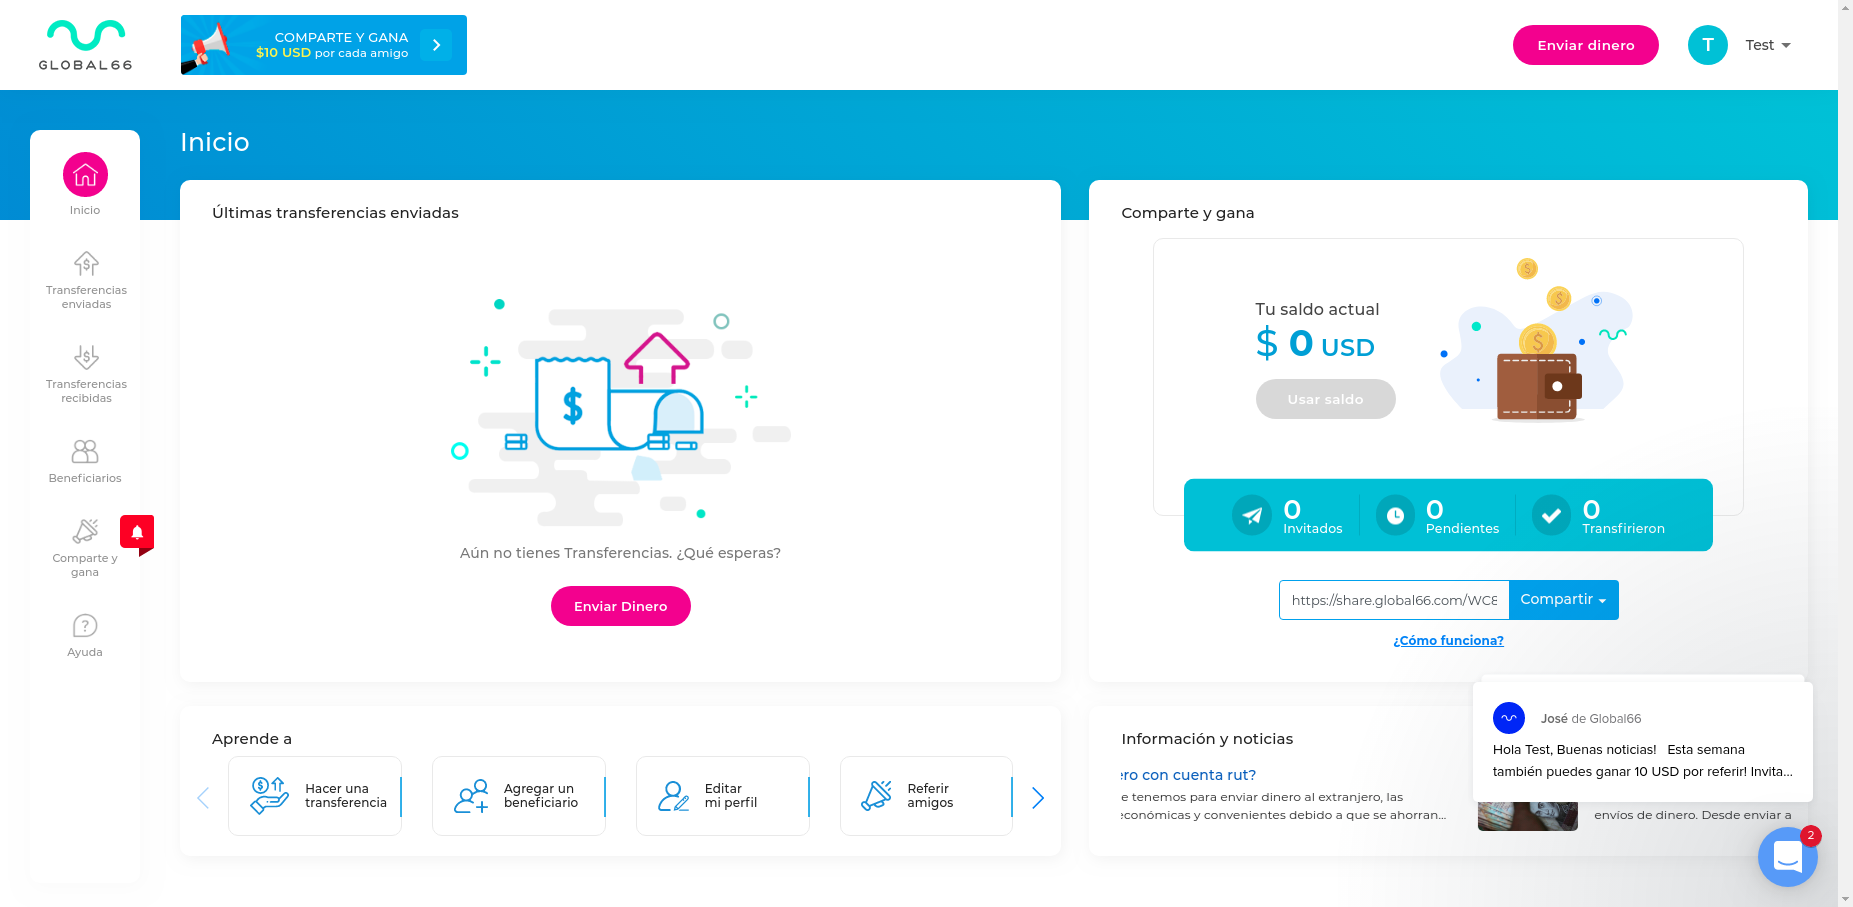 GLOBAL66
COMPARTE Y GANA
$10 USD por cada amigo
Enviar dinero
T
Test
Inicio
Inicio
Transferencias
enviadas
Transferencias
recibidas
Beneficiarios
Comparte y
gana
Ayuda
Últimas transferencias enviadas
Aún no tienes Transferencias. ¿Qué esperas?
Enviar Dinero
Comparte y gana
Tu saldo actual
$ 0 USD
Usar saldo
0
Invitados
0
Pendientes
0
Transfirieron
https://share.global66.com/WC8
Compartir
¿Cómo funciona?
Aprende a
Hacer una
transferencia
Agregar un
beneficiario
Editar
mi perfil
Referir
amigos
Información y noticias
ero con cuenta rut?
e tenemos para enviar dinero al extranjero, las
económicas y convenientes debido a que se ahorran...
envíos de dinero. Desde enviar a
José de Global66
Hola Test, Buenas noticias! Esta semana
también puedes ganar 10 USD por referir! Invita...
2